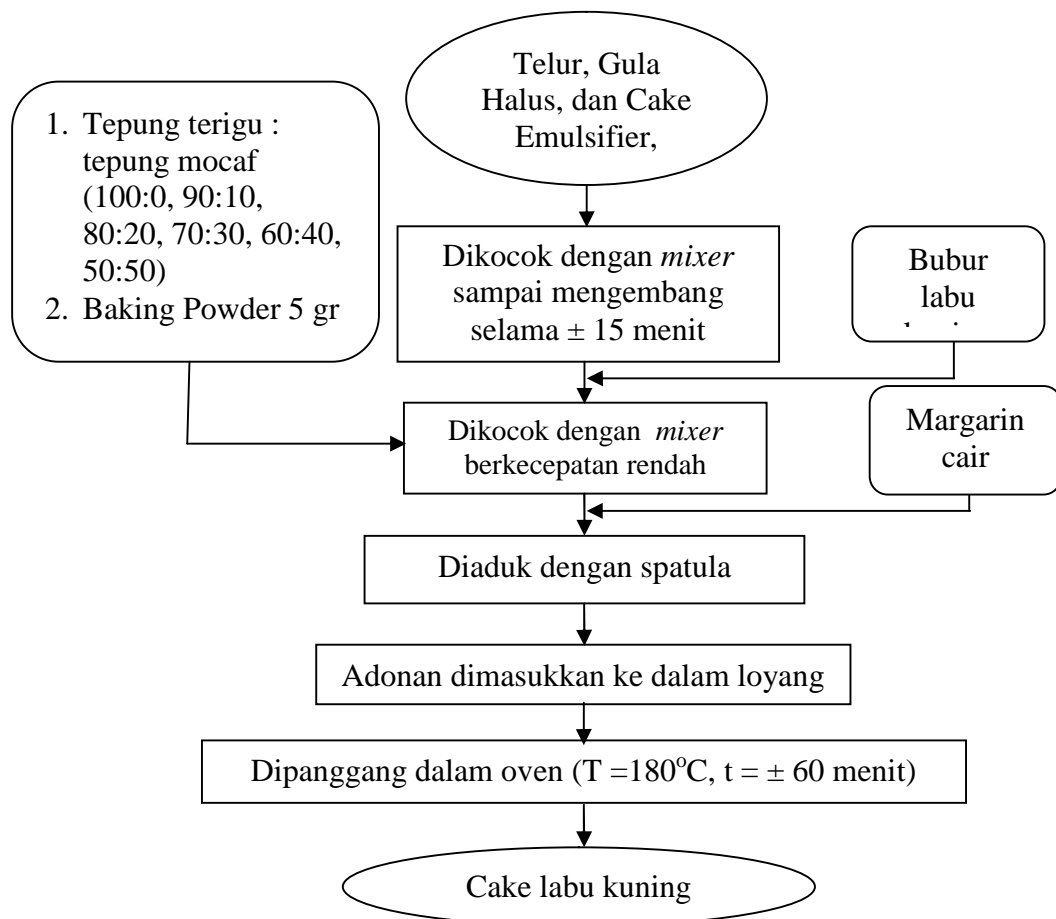 Telur, Gula
Halus, dan Cake
Emulsifier,
1. Tepung terigu :
tepung mocaf
(100:0, 90:10,
80:20, 70:30, 60:40,
50:50)
2. Baking Powder 5 gr
Dikocok dengan mixer
sampai mengembang
selama ± 15 menit
Bubur
labu
Dikocok dengan mixer
berkecepatan rendah
Margarin
cair
Diaduk dengan spatula
Adonan dimasukkan ke dalam loyang
Dipanggang dalam oven (T =180°C, t = ± 60 menit)
Cake labu kuning